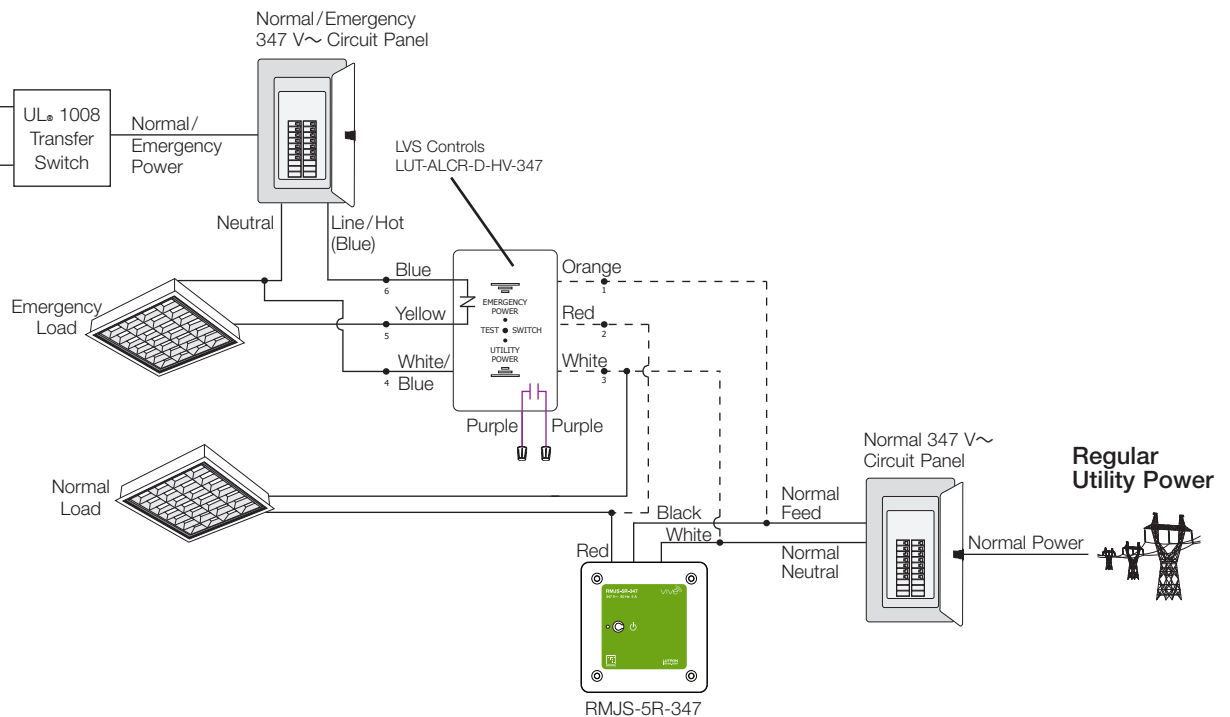 Normal/Emergency
347 V~ Circuit Panel
UL® 1008
Transfer
Switch
Normal/
Emergency
Power
LVS Controls
LUT-ALCR-D-HV-347
Neutral
Line/Hot
(Blue)
Blue
6
Orange
1
EMERGENCY
POWER
TEST SWITCH
UTILITY
POWER
Emergency
Load
Yellow
5
Red
2
White/
Blue
4
White
3
Purple
Purple
Normal
Load
Normal 347 V~
Circuit Panel
Regular
Utility Power
Black
Normal
Feed
White
Normal
Neutral
Normal Power
Red
RMJS-5R-347
vive
LUTRON
RMJS-5R-347